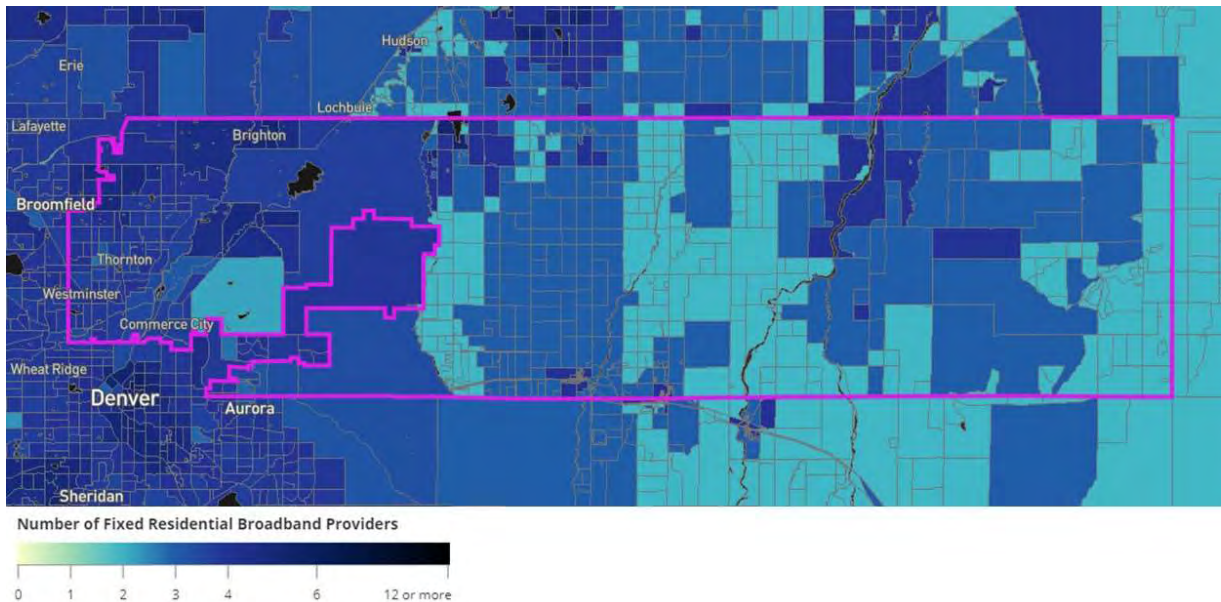 Hudson
Erie
Lochbuie
Lafayette
Brighton
Broomfield
Thornton
Westminster
Commerce City
Wheat Ridge
Denver
Aurora
Sheridan
Number of Fixed Residential Broadband Providers
0 1 2 3 4 6 12 or more